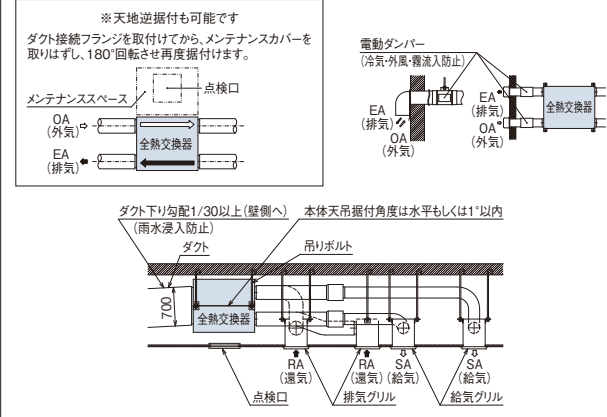 ※天地逆据付も可能です
ダクト接続フランジを取付けてから、メンテナンスカバーを
取りはずし、180°回転させ再度据付けます。
メンテナンススペース
点検口
OA
(外気)
全熱交換器
EA
(排気)
電動ダンパー
(冷気・外風・霧流入防止)
EA
(排気)
OA
(外気)
EA
(排気)
OA
(外気)
全熱交換器
ダクト下り勾配1/30以上(壁側へ)
(雨水浸入防止)
本体天吊据付角度は水平もしくは1°以内
ダクト
吊りボルト
700
全熱交換器
RA
(還気)
RA
(還気)
SA
(給気)
SA
(給気)
点検口
排気グリル
給気グリル